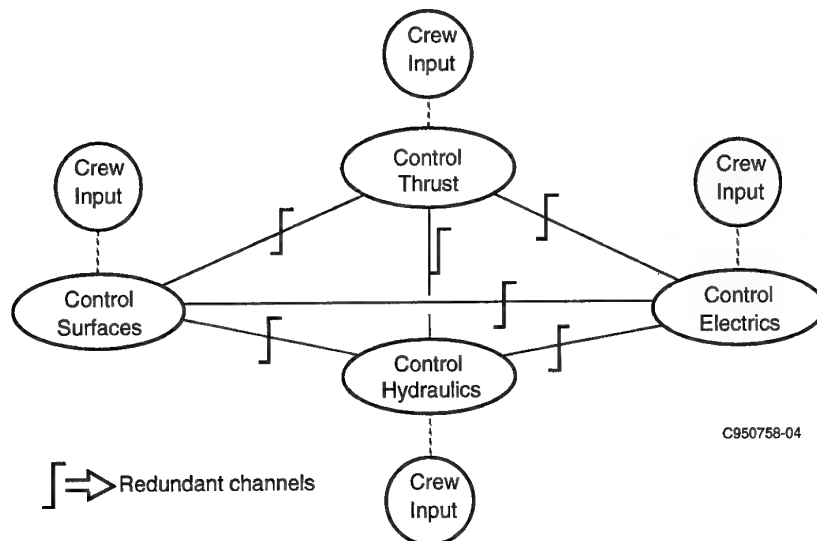 Crew
Input
Control
Thrust
Crew
Input
Crew
Input
Control
Surfaces
Control
Electrics
Control
Hydraulics
C950758-04
Redundant channels
Crew
Input